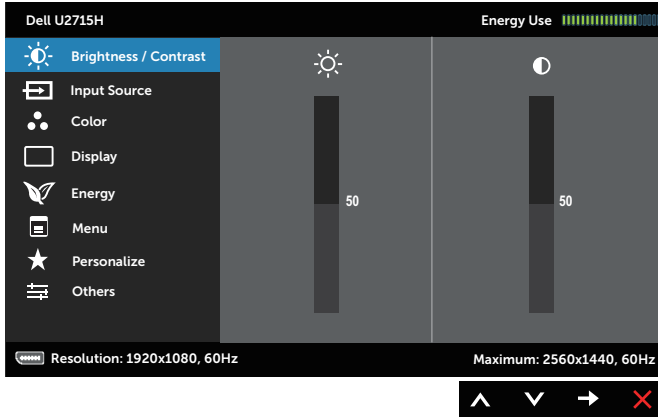 Dell U2715H
Energy Use
Brightness / Contrast
Input Source
Color
Display
Energy
Menu
Personalize
Others
50
50
Resolution: 1920x1080, 60Hz
Maximum: 2560x1440, 60Hz